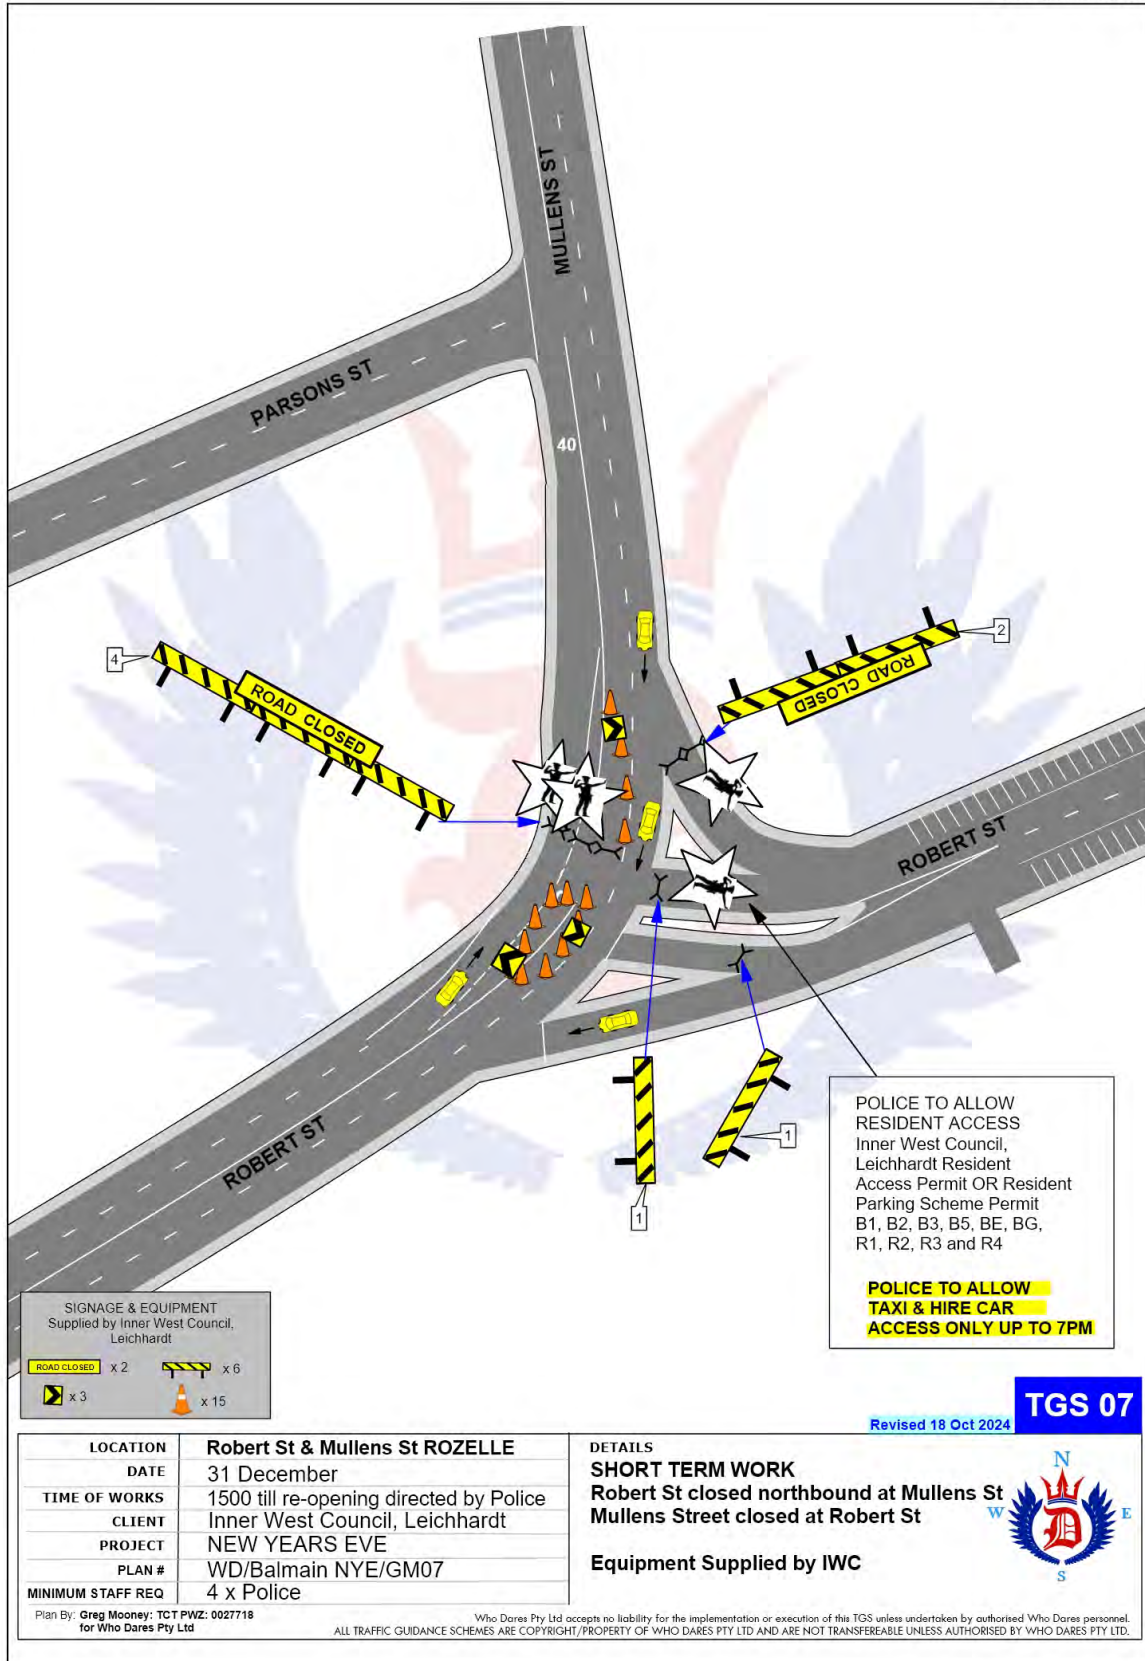 MULLENS ST
PARSONS ST
40
4
ROAD CLOSED
2
ROAD CLOSED
ROBERT ST
ROBERT ST
1
1
POLICE TO ALLOW
RESIDENT ACCESS
Inner West Council,
Leichhardt Resident
Access Permit OR Resident
Parking Scheme Permit
B1, B2, B3, B5, BE, BG,
R1, R2, R3 and R4
POLICE TO ALLOW
TAXI & HIRE CAR
ACCESS ONLY UP TO 7PM
SIGNAGE & EQUIPMENT
Supplied by Inner West Council,
Leichhardt
ROAD CLOSED x 2
x 6
x 3
x 15
Revised 18 Oct 2024
TGS 07
LOCATION Robert St & Mullens St ROZELLE
DATE 31 December
TIME OF WORKS 1500 till re-opening directed by Police
CLIENT Inner West Council, Leichhardt
PROJECT NEW YEARS EVE
PLAN # WD/Balmain NYE/GM07
MINIMUM STAFF REQ 4 x Police
DETAILS
SHORT TERM WORK
Robert St closed northbound at Mullens St
Mullens Street closed at Robert St
Equipment Supplied by IWC
N
W
E
D
S
Plan By: Greg Mooney: TCT PWZ: 0027718
for Who Dares Pty Ltd
Who Dares Pty Ltd accepts no liability for the implementation or execution of this TGS unless undertaken by authorised Who Dares personnel.
ALL TRAFFIC GUIDANCE SCHEMES ARE COPYRIGHT/PROPERTY OF WHO DARES PTY LTD AND ARE NOT TRANSFEREABLE UNLESS AUTHORISED BY WHO DARES PTY LTD.